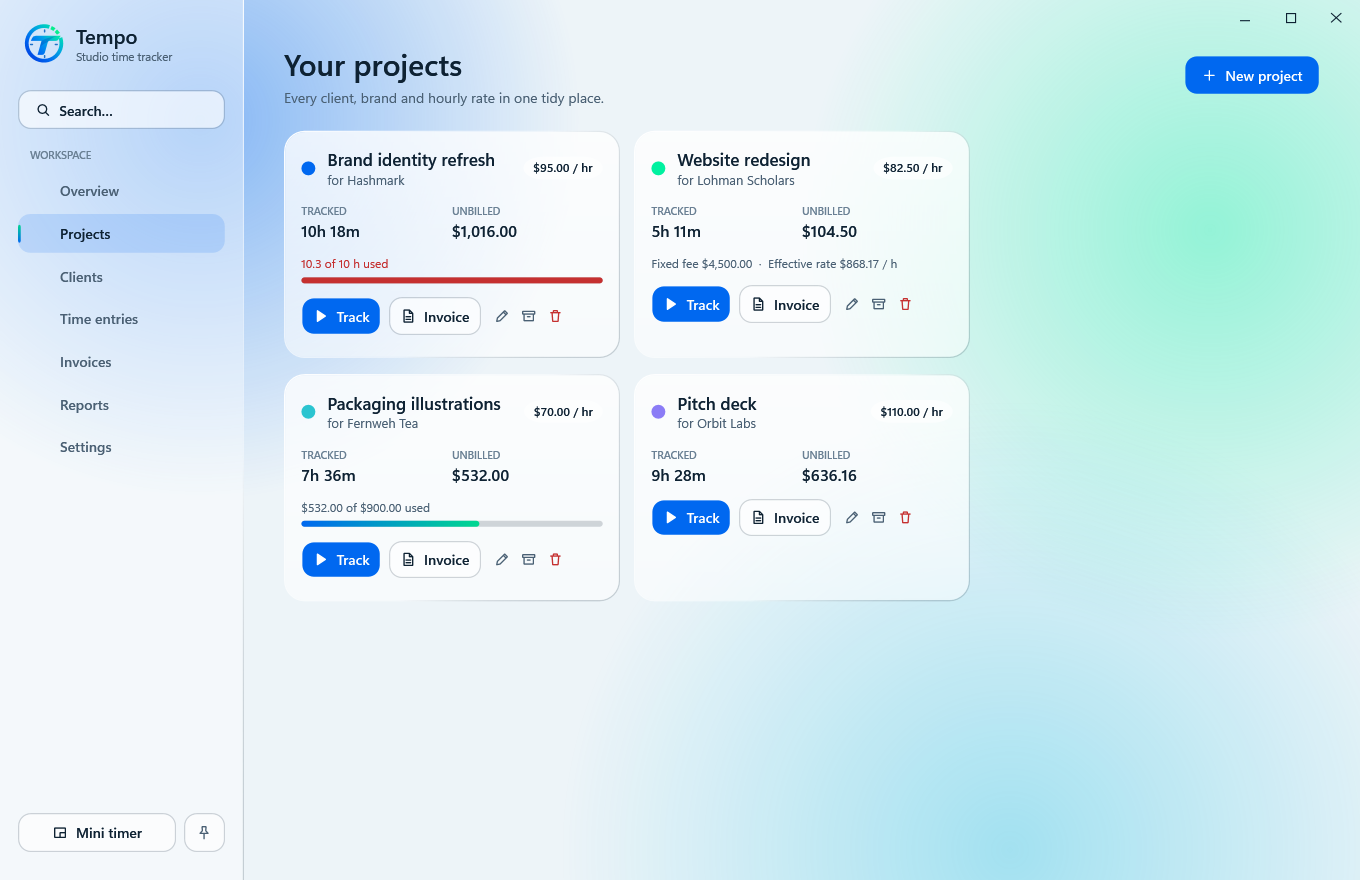 Tempo
Studio time tracker
Search...
WORKSPACE
Overview
Projects
Clients
Time entries
Invoices
Reports
Settings
Mini timer
Your projects
Every client, brand and hourly rate in one tidy place.
New project
Brand identity refresh
for Hashmark
$95.00 / hr
TRACKED UNBILLED
10h 18m $1,016.00
10.3 of 10 h used
Track Invoice
Website redesign
for Lohman Scholars
$82.50 / hr
TRACKED UNBILLED
5h 11m $104.50
Fixed fee $4,500.00 · Effective rate $868.17 / h
Track Invoice
Packaging illustrations
for Fernweh Tea
$70.00 / hr
TRACKED UNBILLED
7h 36m $532.00
$532.00 of $900.00 used
Track Invoice
Pitch deck
for Orbit Labs
$110.00 / hr
TRACKED UNBILLED
9h 28m $636.16
Track Invoice